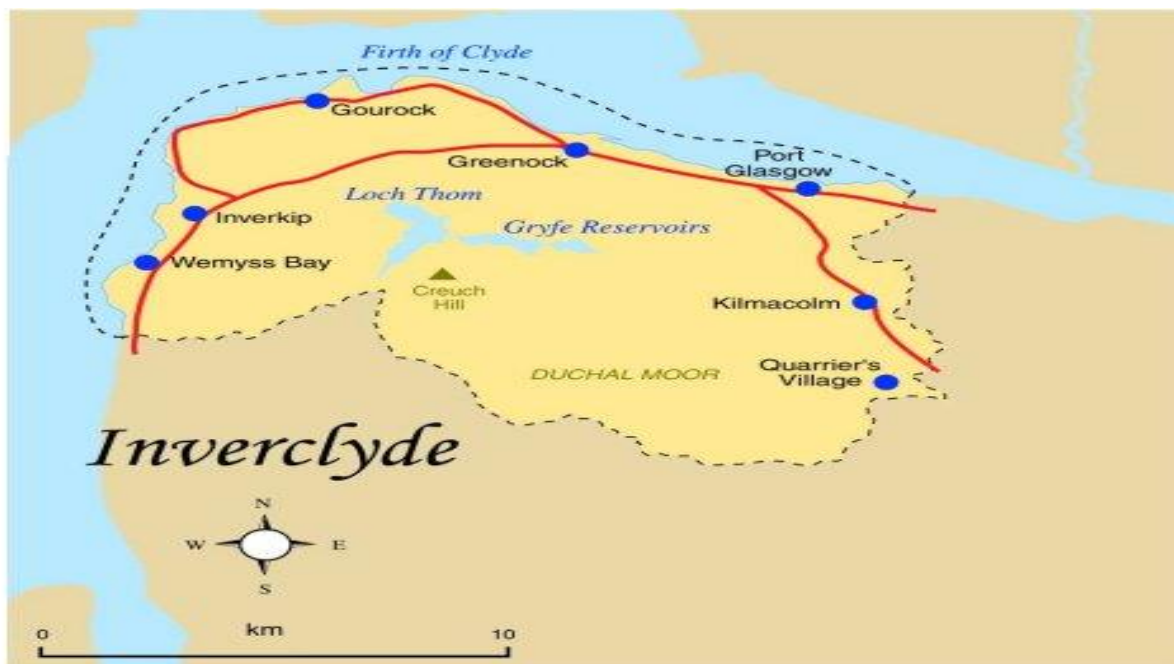 Firth of Clyde
Gourock
Greenock
Port
Glasgow
Loch Thom
Inverkip
Gryfe Reservoirs
Wemyss Bay
Creuch
Hill
Kilmacolm
DUCHAL MOOR
Quarrier's
Village
Inverclyde
N
W
E
S
0
km
10